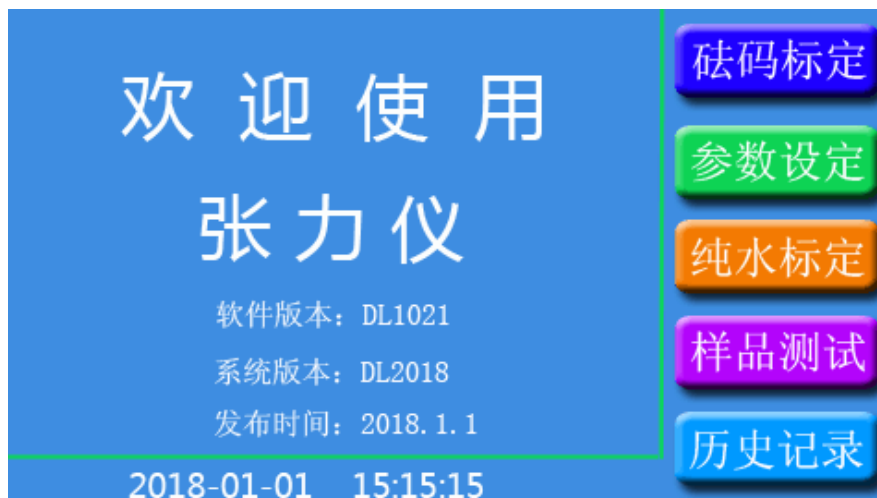 欢迎使用
张力仪
软件版本：DL1021
系统版本：DL2018
发布时间：2018.1.1
2018-01-01 15:15:15
砝码标定
参数设定
纯水标定
样品测试
历史记录